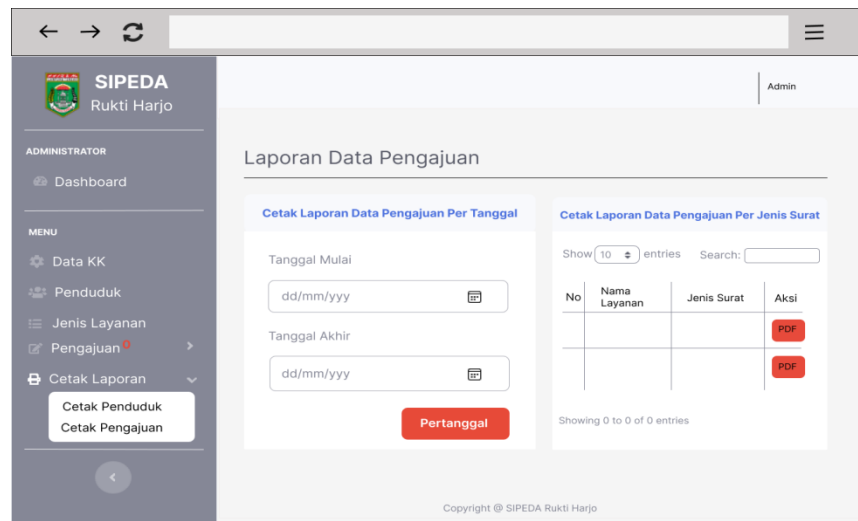 SIPEDA
Rukti Harjo
Admin
ADMINISTRATOR
Dashboard
MENU
Data KK
Penduduk
Jenis Layanan
Pengajuan 0
Cetak Laporan
Cetak Penduduk
Cetak Pengajuan
Laporan Data Pengajuan
Cetak Laporan Data Pengajuan Per Tanggal
Tanggal Mulai
dd/mm/yyy
Tanggal Akhir
dd/mm/yyy
Pertanggal
Cetak Laporan Data Pengajuan Per Jenis Surat
Show 10 entries Search:
No Nama Layanan Jenis Surat Aksi
PDF
PDF
Showing 0 to 0 of 0 entries
Copyright @ SIPEDA Rukti Harjo